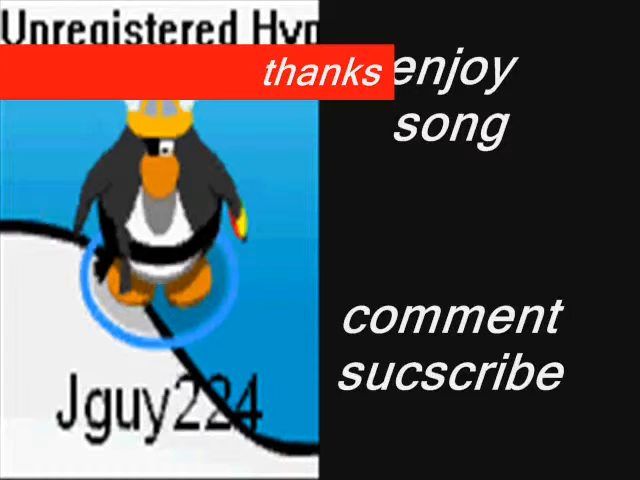 Unregistered Hyp
thanks
enjoy
song
comment
sucscribe
Jguy224